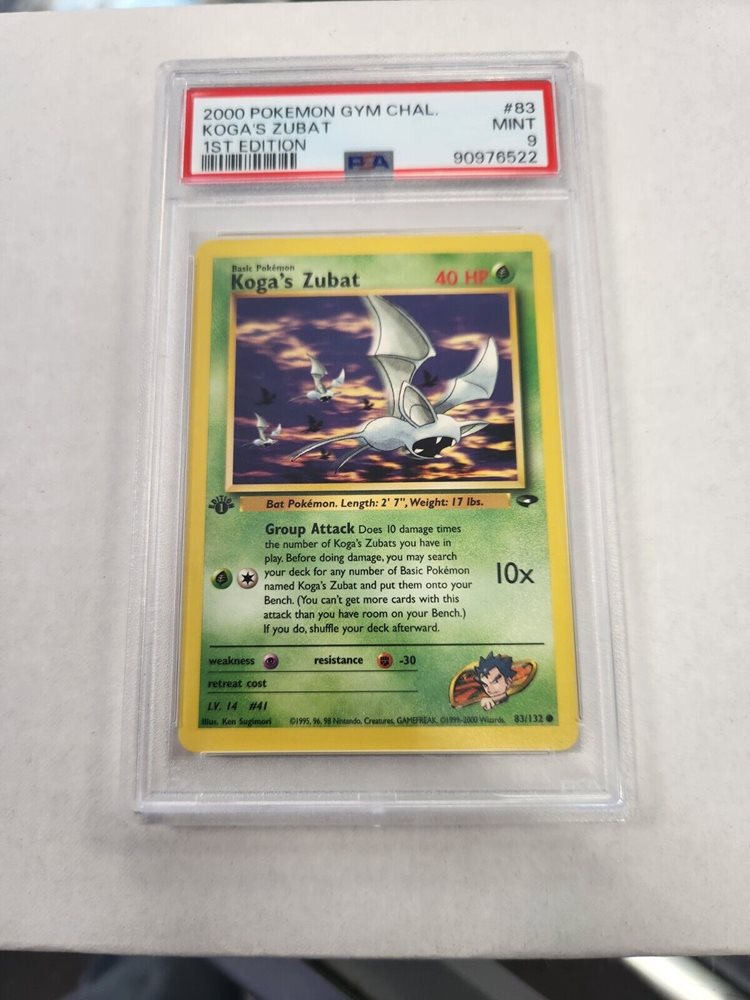 2000 POKEMON GYM CHAL. #83
KOGA'S ZUBAT MINT
1ST EDITION 9
PSA 90976522
Basic Pokémon
Koga's Zubat 40 HP
EDITION 1
Bat Pokémon. Length: 2' 7", Weight: 17 lbs.
Group Attack Does 10 damage times
the number of Koga's Zubats you have in
play. Before doing damage, you may search
your deck for any number of Basic Pokémon
named Koga's Zubat and put them onto your
Bench. (You can't get more cards with this
attack than you have room on your Bench.)
If you do, shuffle your deck afterward.
10x
weakness resistance -30
retreat cost
LV. 14 #41
Illus. Ken Sugimori ©1995, 96, 98 Nintendo, Creatures, GAMEFREAK. ©1999-2000 Wizards. 83/132